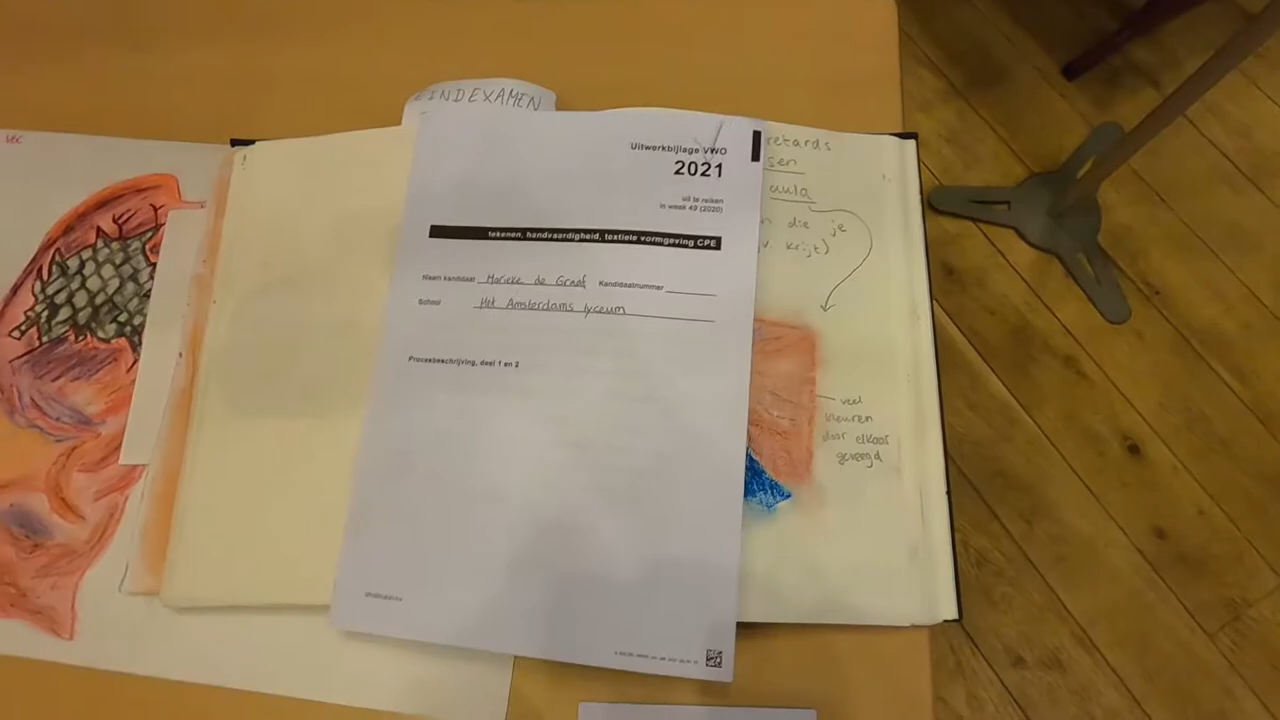 EINDEXAMEN
Uitwerkbijlage VWO
2021
uit te reiken
in week 49 (2020)
tekenen, handvaardigheid, textiele vormgeving CPE
Naam kandidaat Marieke de Graaf Kandidaatnummer
School Het Amsterdams lyceum
Procesbeschrijving, deel 1 en 2
retards
sen
aula
die je
krijt)
veel
kleuren
door elkaar
geveegd